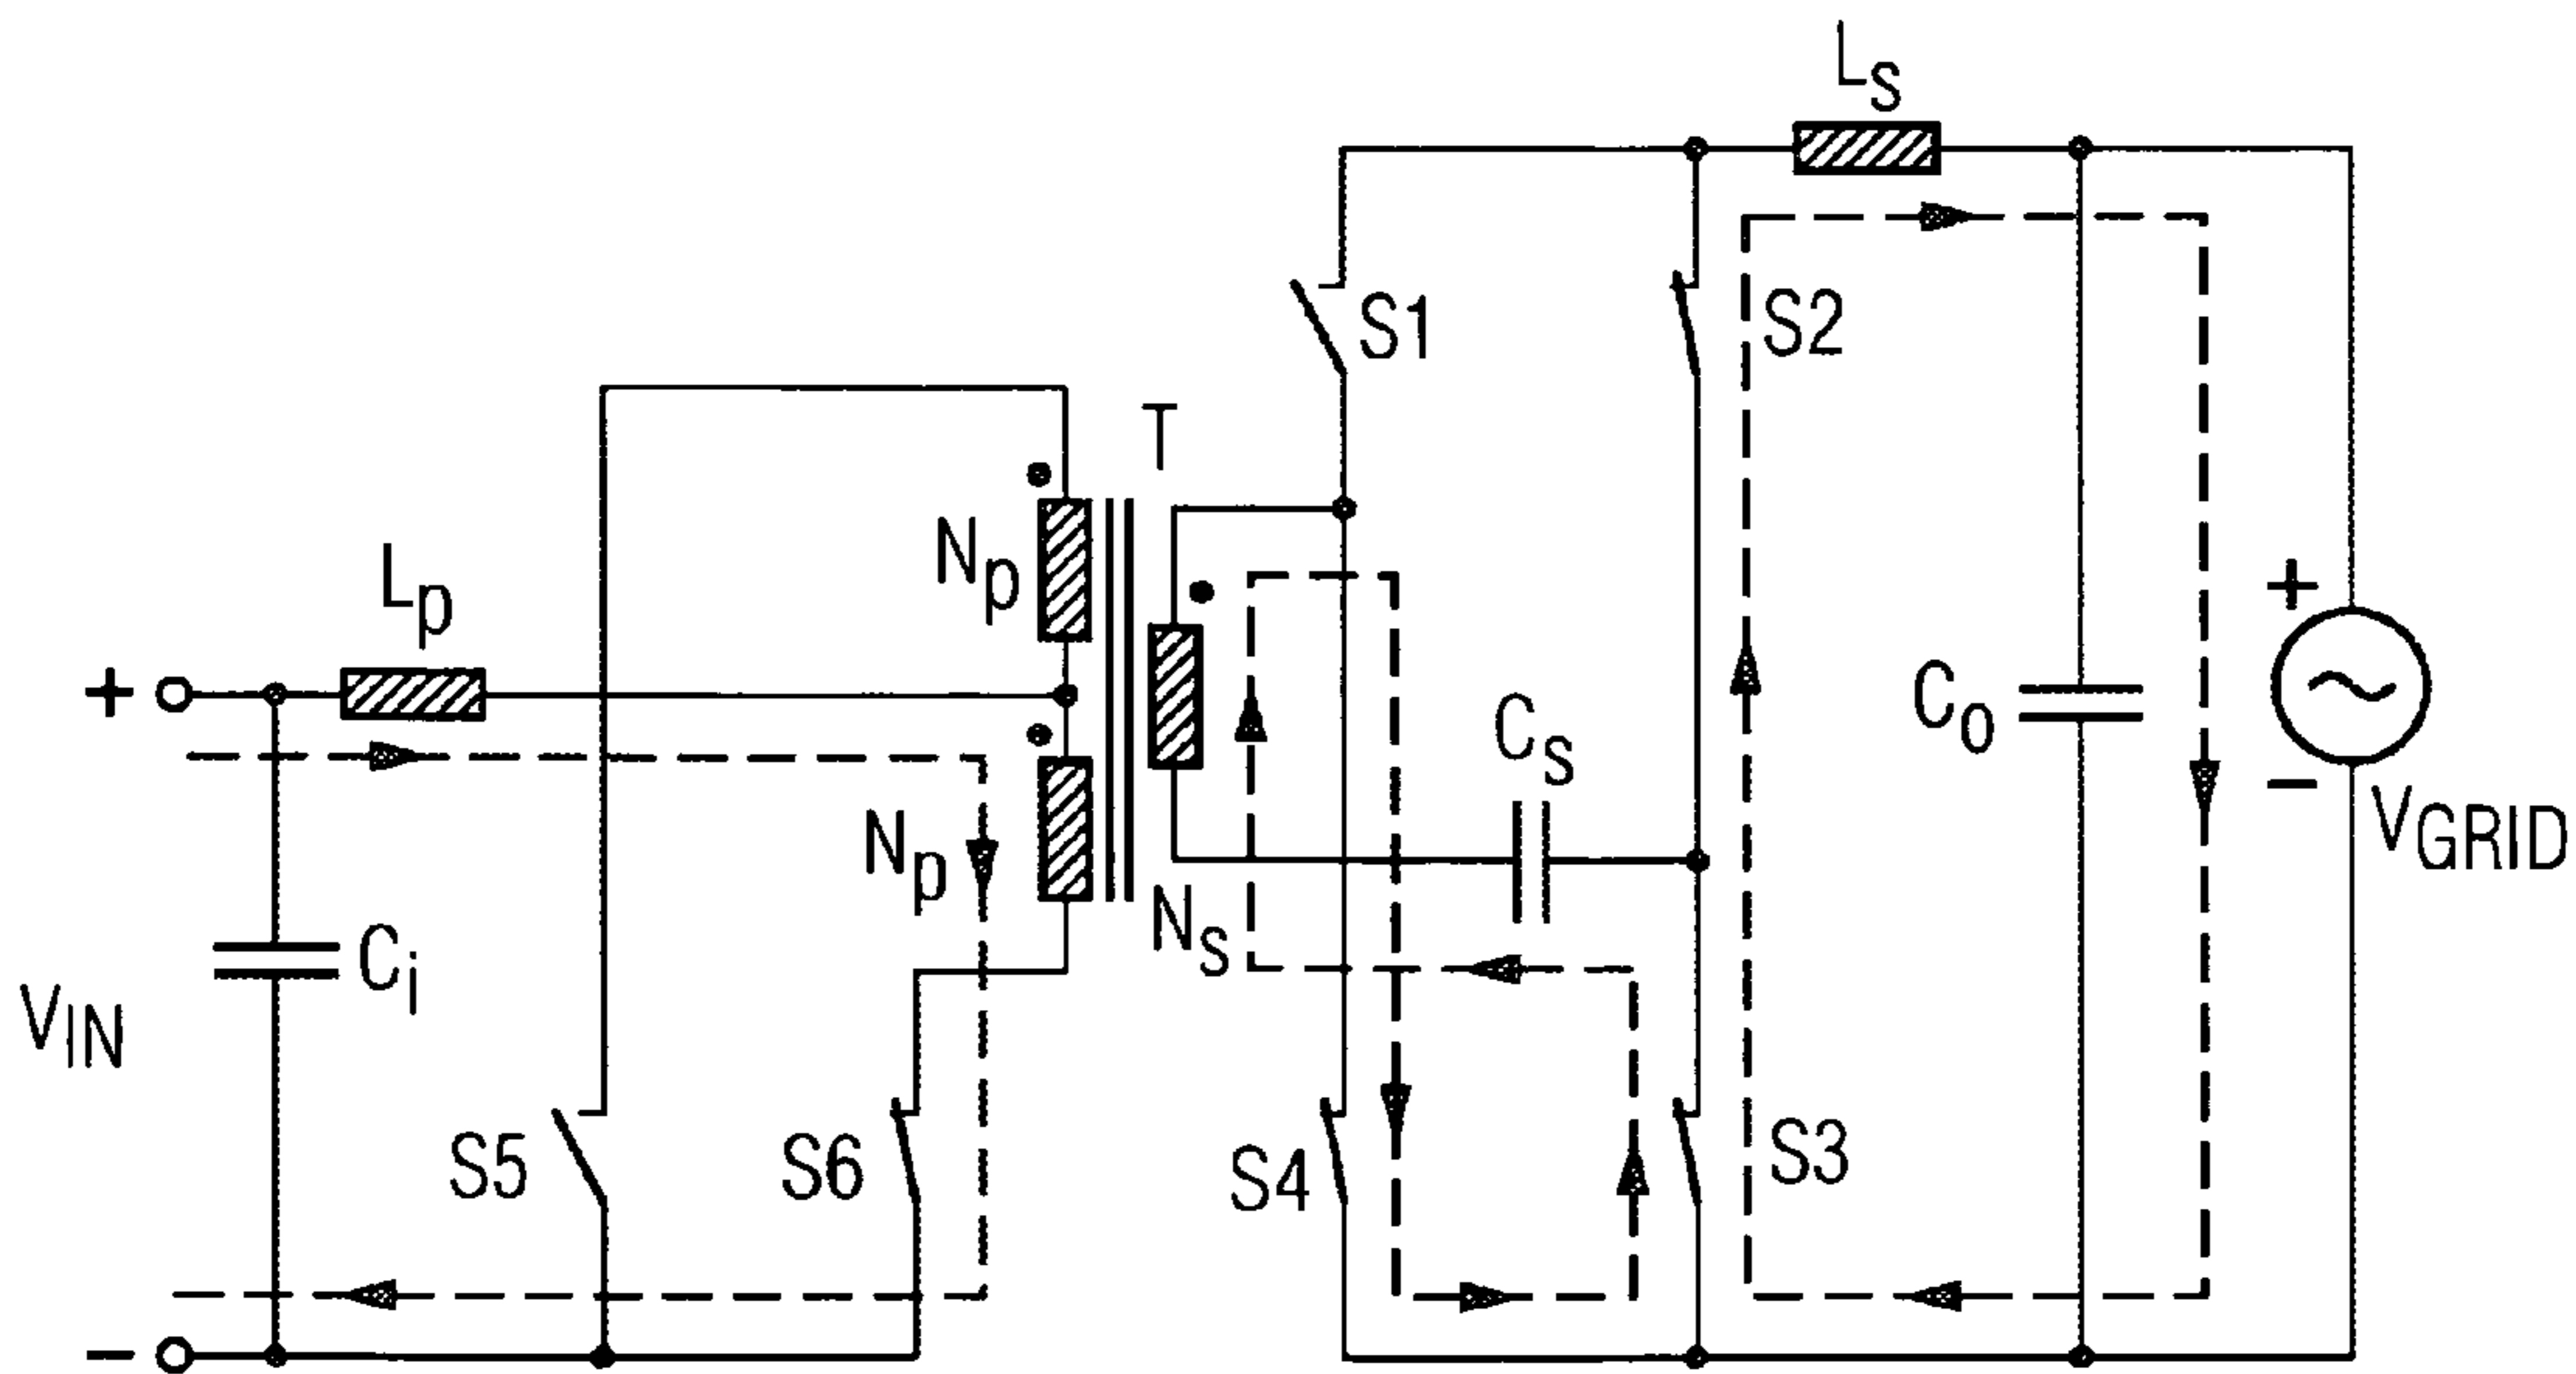 Ls
S1
S2
T
Np
Lp
+
Cs
Co
+
−
VGRID
Np
Ns
Ci
VIN
S5
S6
S4
S3
−